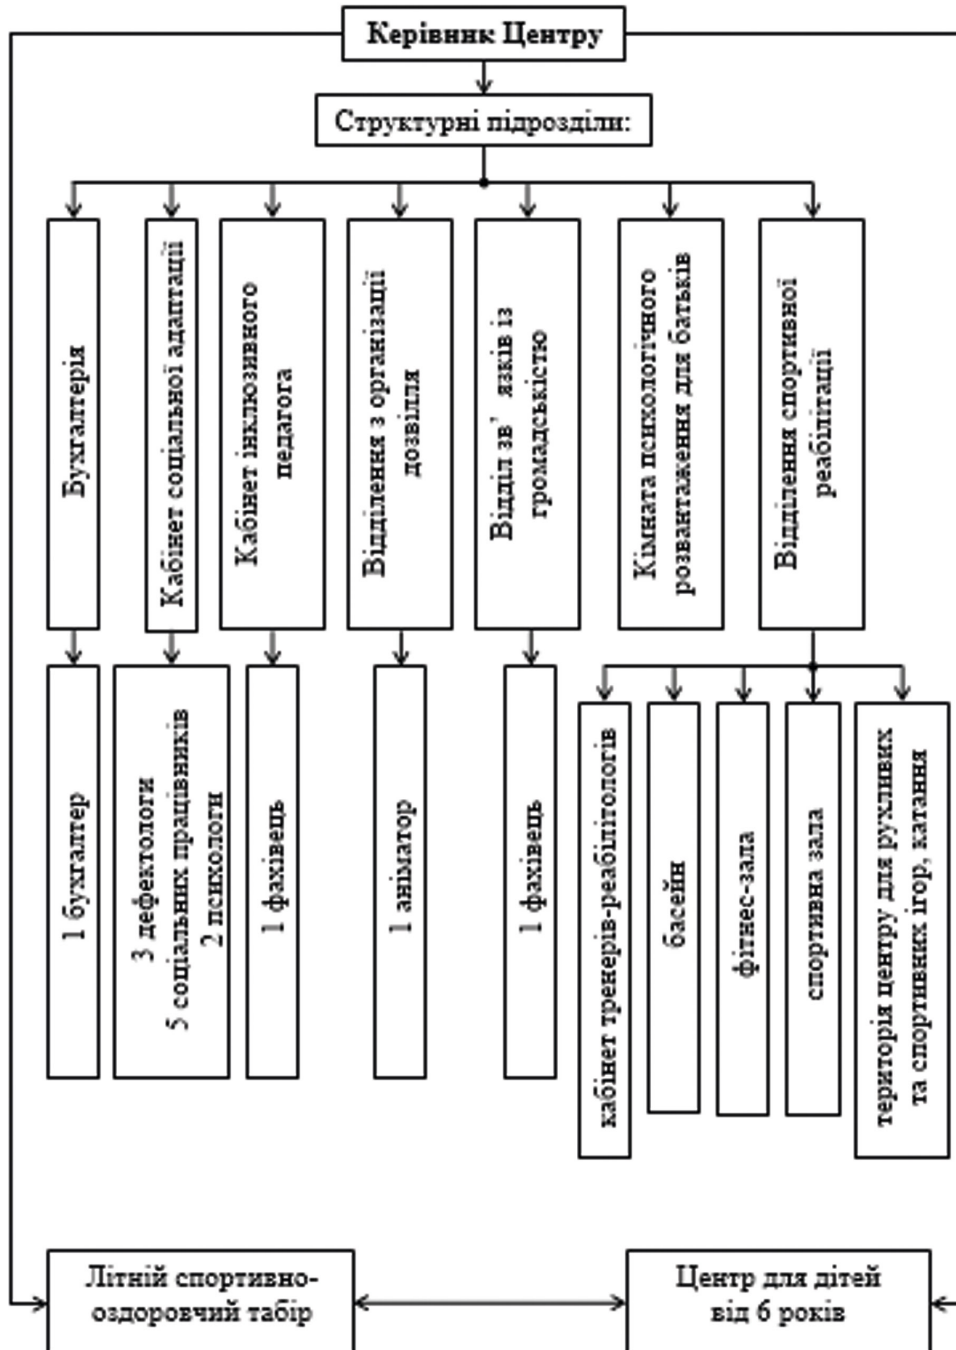 Керівник Центру
Структурні підрозділи:
Бухгалтерія
Кабінет соціальної адаптації
Кабінет інклюзивного
педагога
Відділення з організації
дозвілля
Відділ зв’ язків із
громадськістю
Кімната психологічного
розвантаження для батьків
Відділення спортивної
реабілітації
1 бухгалтер
3 дефектологи
5 соціальних працівників
2 психологи
1 фахівець
1 аніматор
1 фахівець
кабінет тренерів-реабілітологів
басейн
фітнес-зала
спортивна зала
територія центру для рухливих
та спортивних ігор, катання
Літній спортивно-
оздоровчий табір
Центр для дітей
від 6 років